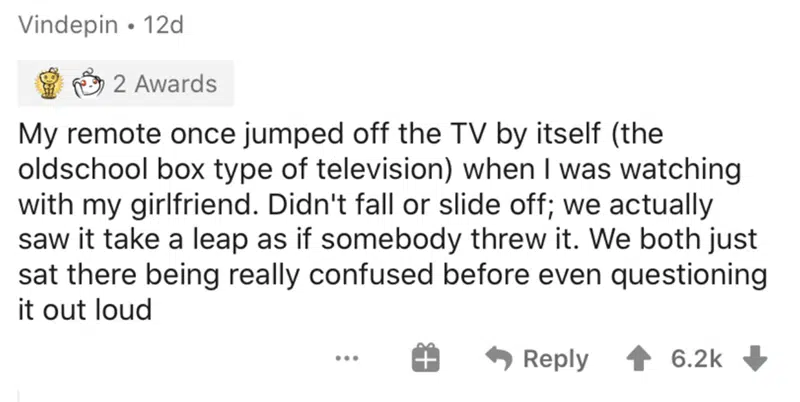 Vindepin • 12d
2 Awards
My remote once jumped off the TV by itself (the
oldschool box type of television) when I was watching
with my girlfriend. Didn't fall or slide off; we actually
saw it take a leap as if somebody threw it. We both just
sat there being really confused before even questioning
it out loud
... Reply 6.2k